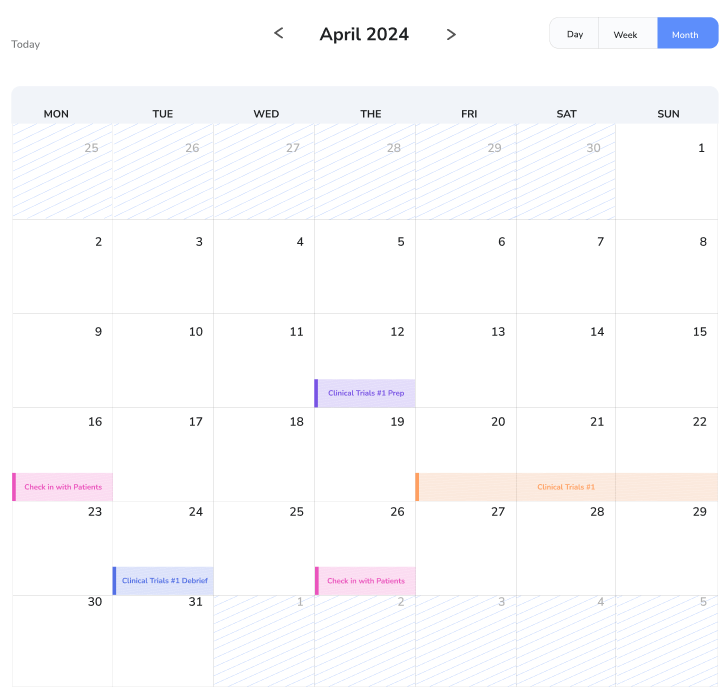 < April 2024 >
Today
Day Week Month
MON TUE WED THE FRI SAT SUN
25 26 27 28 29 30 1
2 3 4 5 6 7 8
9 10 11 12 13 14 15
Clinical Trials #1 Prep
16 17 18 19 20 21 22
Check in with Patients Clinical Trials #1
23 24 25 26 27 28 29
Clinical Trials #1 Debrief Check in with Patients
30 31 1 2 3 4 5